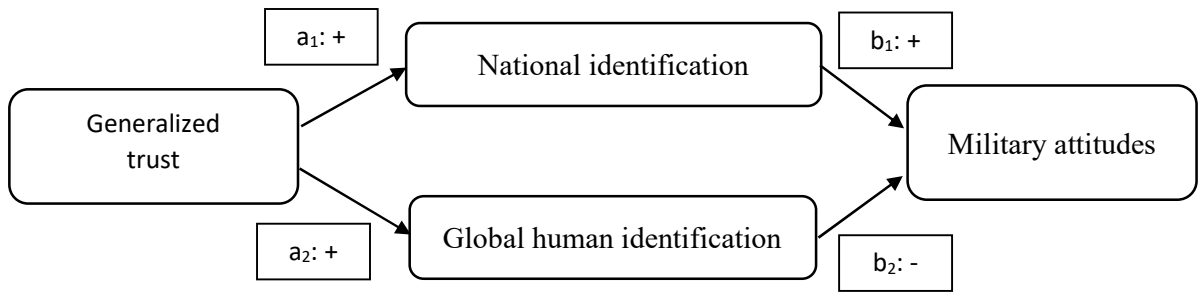 a₁: +
National identification
b₁: +
Generalized
trust
Military attitudes
a₂: +
Global human identification
b₂: -